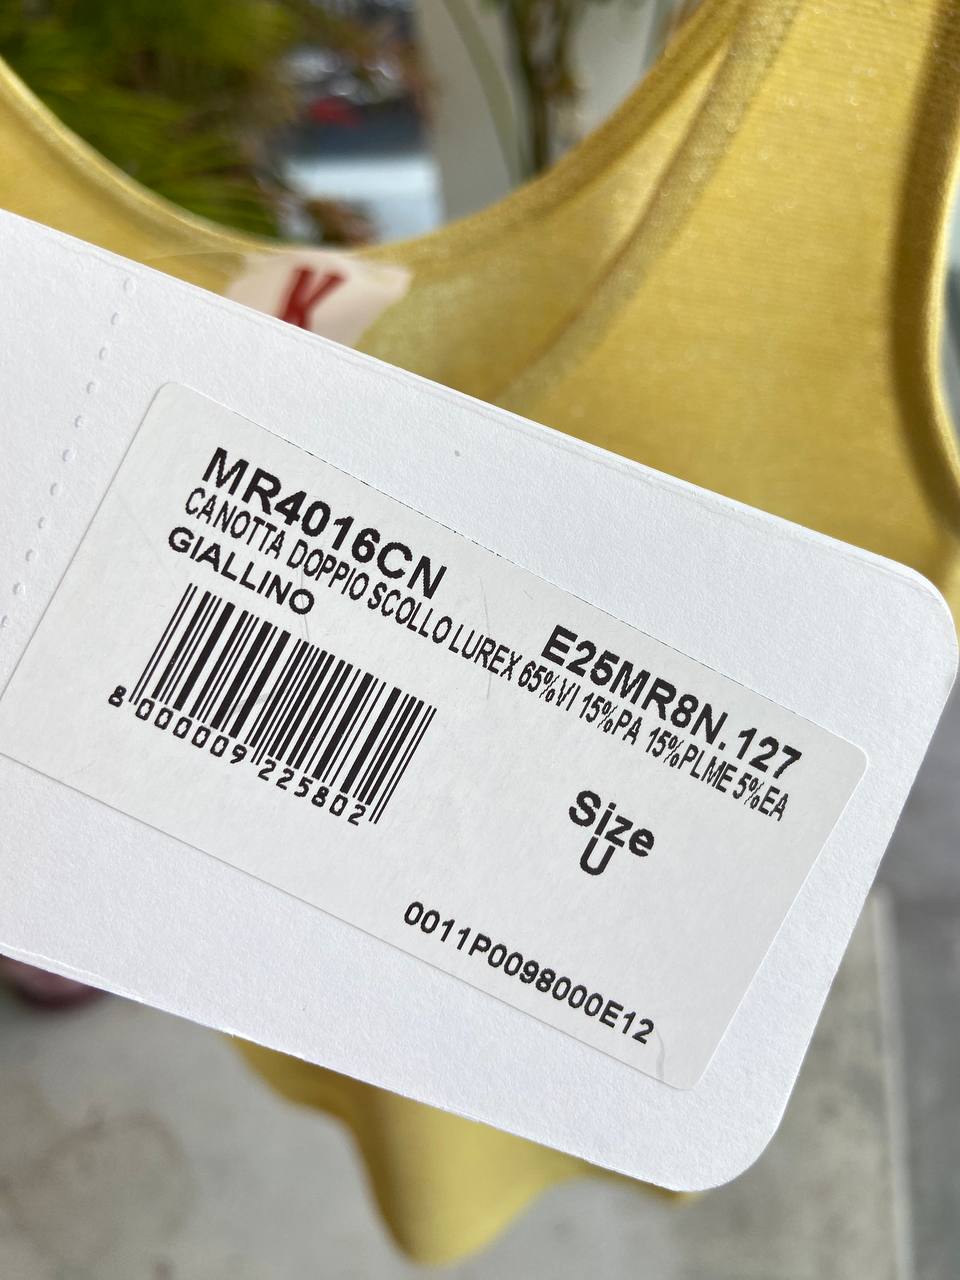 K
MR4016CN
E25MR8N.127
CANOTTA DOPPIO SCOLLO LUREX 65%VI 15%PA 15%PLME 5%EA
GIALLINO
8 000009 225802
Size
U
0011P0098000E12